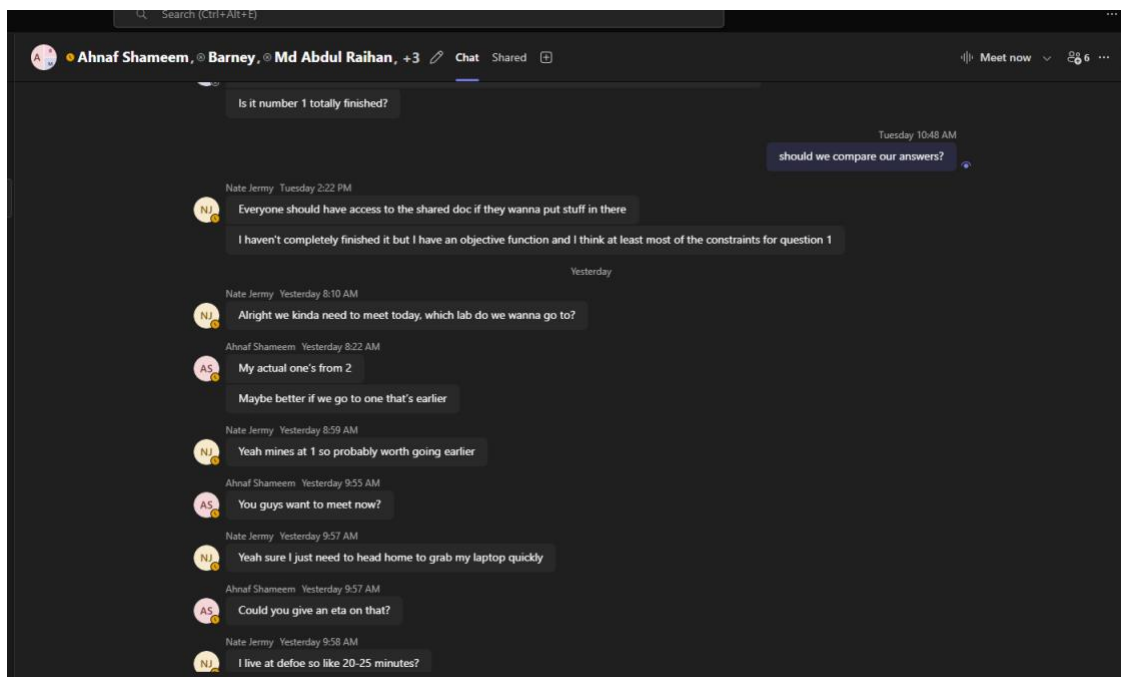 Search (Ctrl+Alt+E)
Ahnaf Shameem, Barney, Md Abdul Raihan, +3 Chat Shared Meet now 6
Is it number 1 totally finished?
Tuesday 10:48 AM
should we compare our answers?
Nate Jermy Tuesday 2:22 PM
NJ Everyone should have access to the shared doc if they wanna put stuff in there
I haven't completely finished it but I have an objective function and I think at least most of the constraints for question 1
Yesterday
Nate Jermy Yesterday 8:10 AM
NJ Alright we kinda need to meet today, which lab do we wanna go to?
Ahnaf Shameem Yesterday 8:22 AM
AS My actual one's from 2
Maybe better if we go to one that's earlier
Nate Jermy Yesterday 8:59 AM
NJ Yeah mines at 1 so probably worth going earlier
Ahnaf Shameem Yesterday 9:55 AM
AS You guys want to meet now?
Nate Jermy Yesterday 9:57 AM
NJ Yeah sure I just need to head home to grab my laptop quickly
Ahnaf Shameem Yesterday 9:57 AM
AS Could you give an eta on that?
Nate Jermy Yesterday 9:58 AM
NJ I live at defoe so like 20-25 minutes?